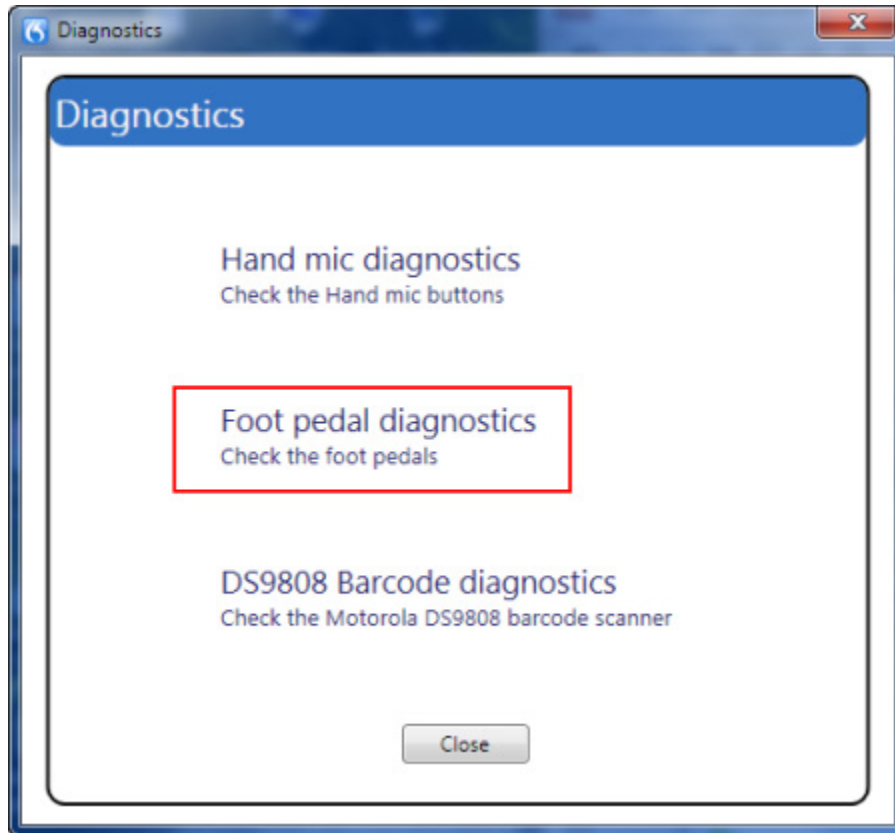 Diagnostics
Diagnostics
Hand mic diagnostics
Check the Hand mic buttons
Foot pedal diagnostics
Check the foot pedals
DS9808 Barcode diagnostics
Check the Motorola DS9808 barcode scanner
Close